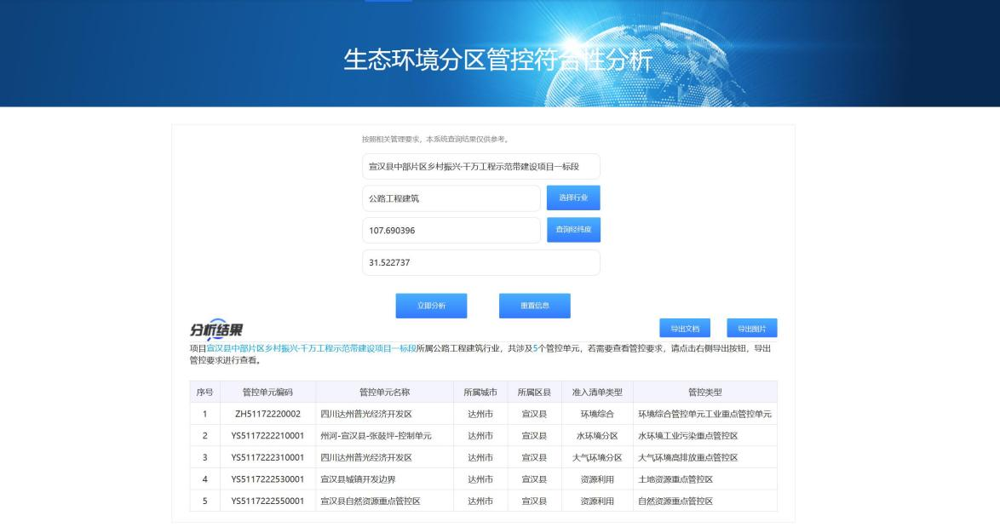 生态环境分区管控符合性分析
按照相关管理要求，本系统查询结果仅供参考。
宣汉县中部片区乡村振兴-千万工程示范带建设项目一标段
公路工程建筑
选择行业
107.690396
查询经纬度
31.522737
立即分析 重置信息
分析结果
导出文档 导出图片
项目宣汉县中部片区乡村振兴-千万工程示范带建设项目一标段所属公路工程建筑行业，共涉及5个管控单元，若需要查看管控要求，请点击右侧导出按钮，导出
管控要求进行查看。
序号 管控单元编码 管控单元名称 所属城市 所属区县 准入清单类型 管控类型
1 ZH51172220002 四川达州普光经济开发区 达州市 宣汉县 环境综合 环境综合管控单元工业重点管控单元
2 YS5117222210001 州河-宣汉县-张鼓坪-控制单元 达州市 宣汉县 水环境分区 水环境工业污染重点管控区
3 YS5117222310001 四川达州普光经济开发区 达州市 宣汉县 大气环境分区 大气环境高排放重点管控区
4 YS5117222530001 宣汉县城镇开发边界 达州市 宣汉县 资源利用 土地资源重点管控区
5 YS5117222550001 宣汉县自然资源重点管控区 达州市 宣汉县 资源利用 自然资源重点管控区